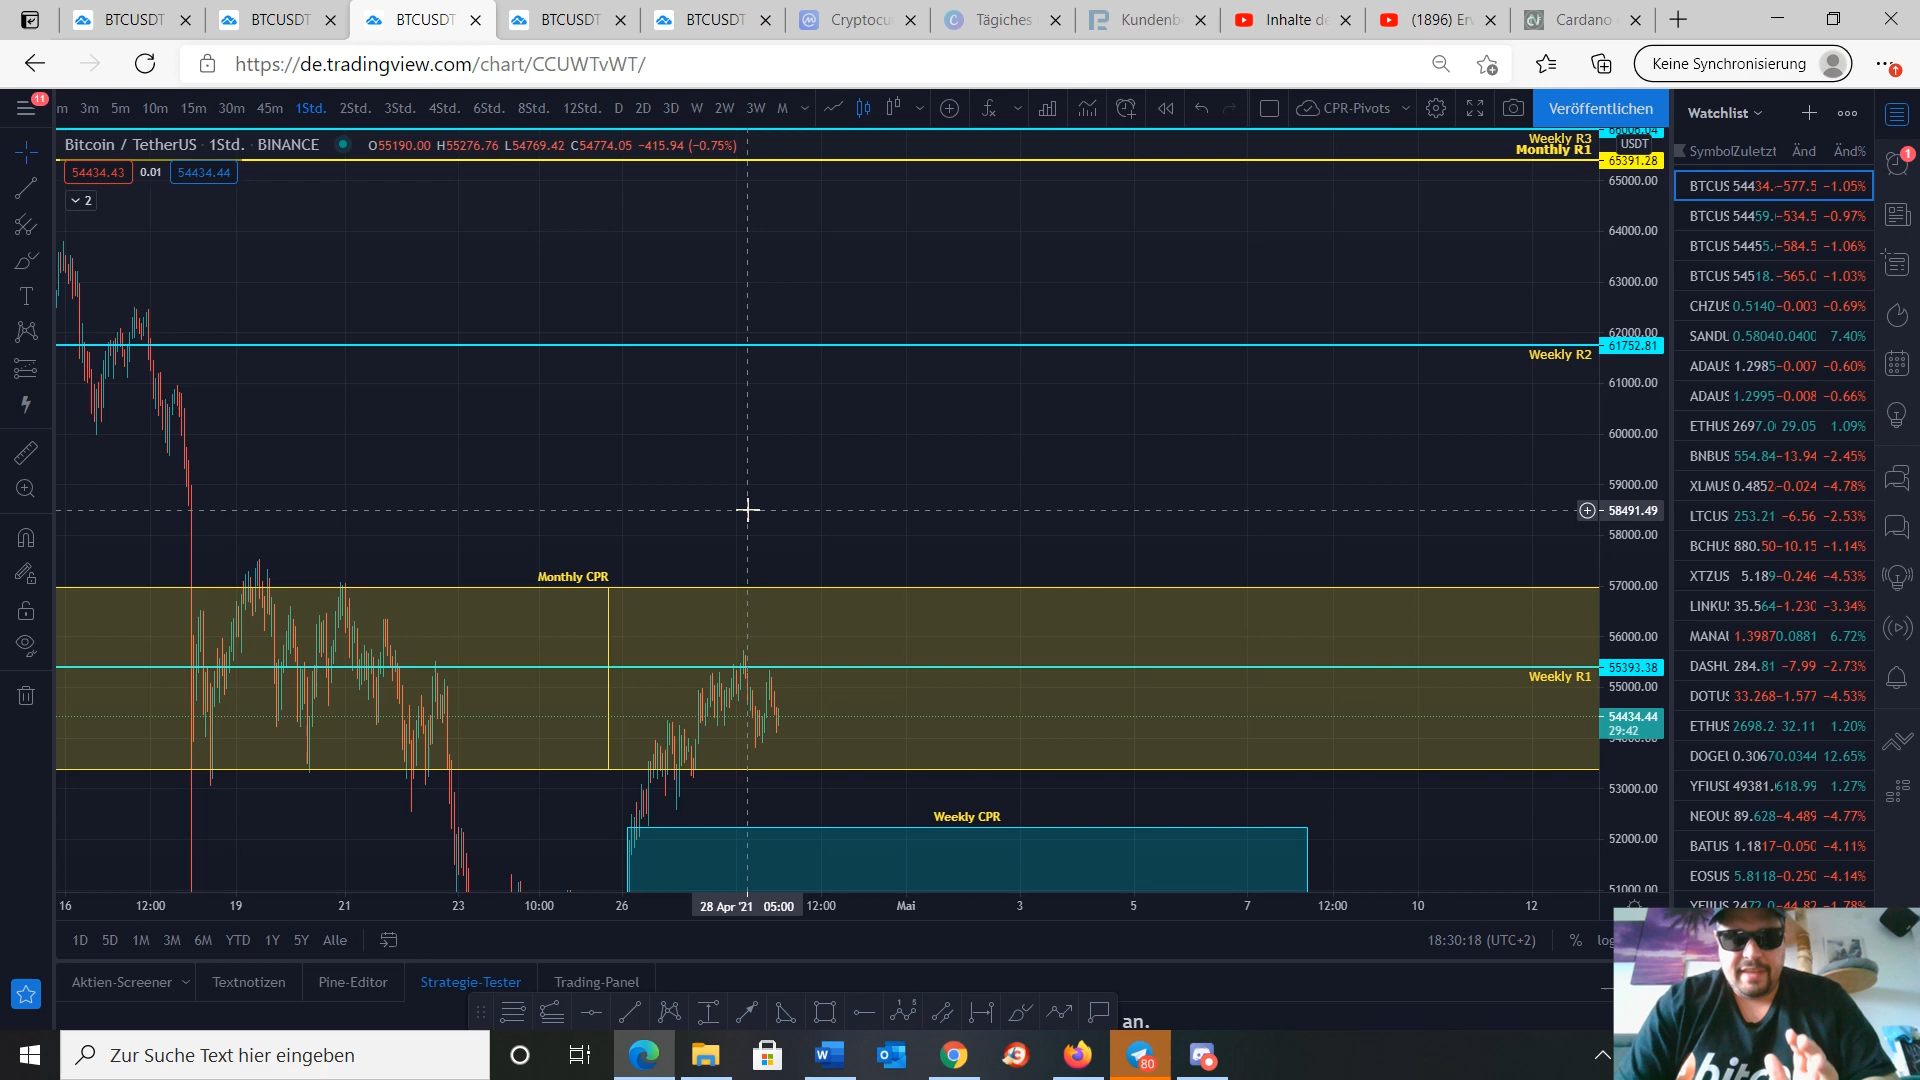 BTCUSDT BTCUSDT BTCUSDT BTCUSDT BTCUSDT Cryptocu Tägliches Kundenb Inhalte de (1896) Er Cardano
https://de.tradingview.com/chart/CCUWTvWT/
Keine Synchronisierung
11 m 3m 5m 10m 15m 30m 45m 1Std. 2Std. 3Std. 4Std. 6Std. 8Std. 12Std. D 2D 3D W 2W 3W M CPR-Pivots Veröffentlichen
Watchlist
Bitcoin / TetherUS · 1Std. · BINANCE O55190.00 H55276.76 L54769.42 C54774.05 −415.94 (−0.75%)
54434.43 0.01 54434.44
2
Weekly R3
Monthly R1
USDT
65391.28
65000.00
64000.00
63000.00
62000.00
61752.81
Weekly R2
61000.00
60000.00
59000.00
58491.49
58000.00
Monthly CPR
57000.00
56000.00
55393.38
Weekly R1
55000.00
54434.44
29:42
53000.00
Weekly CPR
52000.00
51000.00
16 12:00 19 21 23 10:00 26 28 Apr '21 05:00 12:00 Mai 3 5 7 12:00 10 12
Symbol Zuletzt Änd Änd%
BTCUS 54434. −577.5 −1.05%
BTCUS 54459. −534.5 −0.97%
BTCUS 54455. −584.5 −1.06%
BTCUS 54518. −565.0 −1.03%
CHZUS 0.5140 −0.003 −0.69%
SANDU 0.5804 0.0400 7.40%
ADAUS 1.2985 −0.007 −0.60%
ADAUS 1.2995 −0.008 −0.66%
ETHUS 2697.0 29.05 1.09%
BNBUS 554.84 −13.94 −2.45%
XLMUS 0.4852 −0.024 −4.78%
LTCUS 253.21 −6.56 −2.53%
BCHUS 880.50 −10.15 −1.14%
XTZUS 5.189 −0.246 −4.53%
LINKUS 35.564 −1.230 −3.34%
MANAU 1.3987 0.0881 6.72%
DASHU 284.81 −7.99 −2.73%
DOTUS 33.268 −1.577 −4.53%
ETHUS 2698.2 32.11 1.20%
DOGEU 0.3067 0.0344 12.65%
YFIUSD 49381. 618.99 1.27%
NEOUS 89.628 −4.489 −4.77%
BATUS 1.1817 −0.050 −4.11%
EOSUS 5.8118 −0.250 −4.14%
1
1D 5D 1M 3M 6M YTD 1Y 5Y Alle
18:30:18 (UTC+2) % log
Aktien-Screener Textnotizen Pine-Editor Strategie-Tester Trading-Panel
an.
Zur Suche Text hier eingeben
80